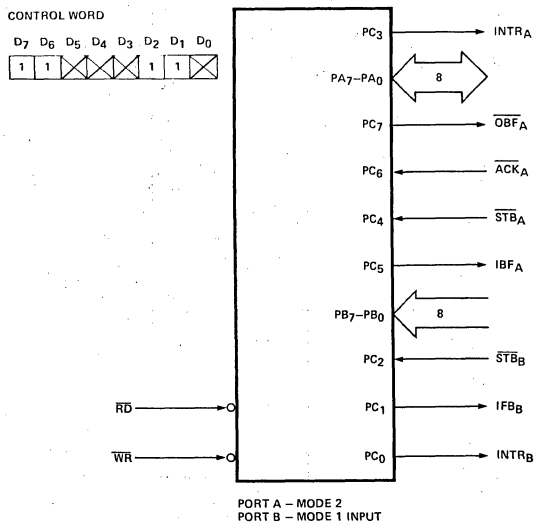 CONTROL WORD
D7 D6 D5 D4 D3 D2 D1 D0
1 1 1 1
PC3 INTRA
PA7–PA0 8
PC7 OBFA
PC6 ACKA
PC4 STBA
PC5 IBFA
PB7–PB0 8
PC2 STBB
RD PC1 IFBB
WR PC0 INTRB
PORT A – MODE 2
PORT B – MODE 1 INPUT